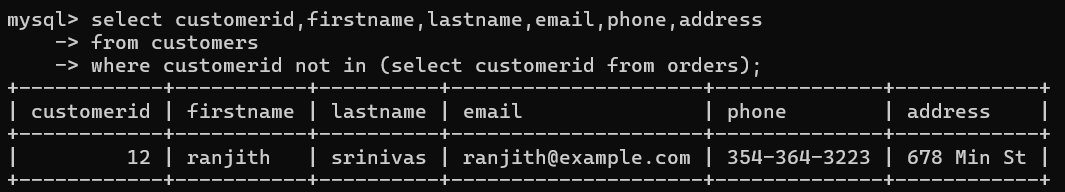 mysql> select customerid,firstname,lastname,email,phone,address
    -> from customers
    -> where customerid not in (select customerid from orders);
+------------+-----------+----------+---------------------+--------------+------------+
| customerid | firstname | lastname | email               | phone        | address    |
+------------+-----------+----------+---------------------+--------------+------------+
|         12 | ranjith   | srinivas | ranjith@example.com | 354-364-3223 | 678 Min St |
+------------+-----------+----------+---------------------+--------------+------------+